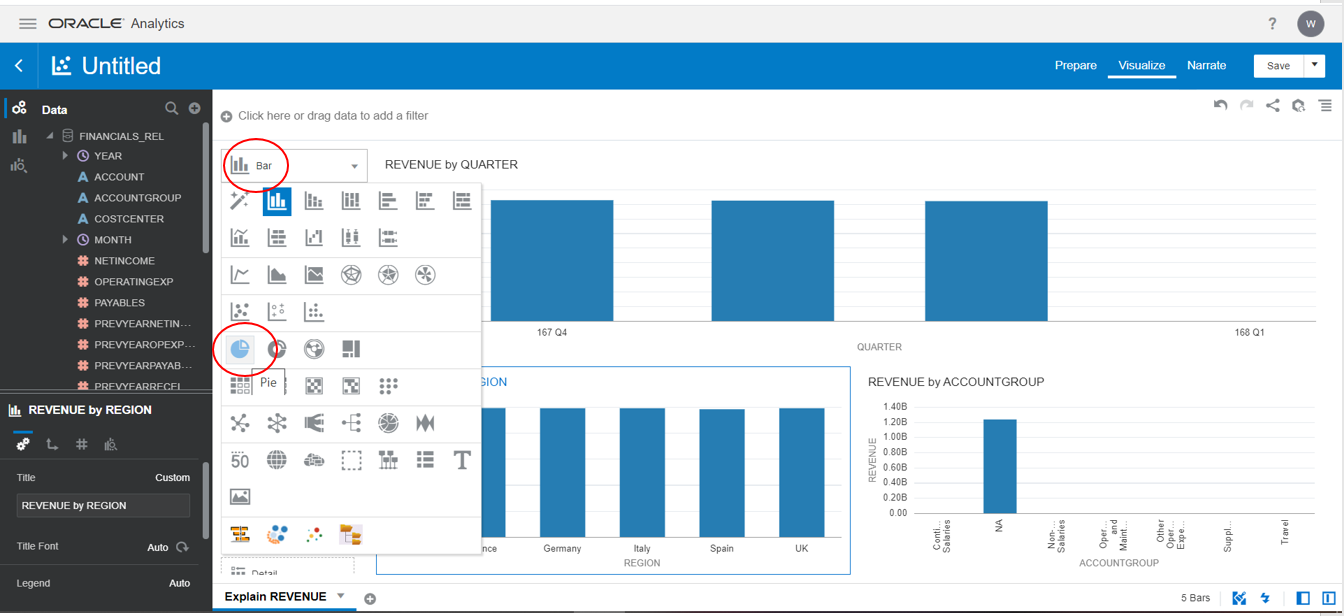 ORACLE Analytics
?
W
Untitled
Prepare
Visualize
Narrate
Save
Data
FINANCIALS_REL
YEAR
A ACCOUNT
A ACCOUNTGROUP
A COSTCENTER
MONTH
NETINCOME
OPERATINGEXP
PAYABLES
PREVYEARNETIN...
PREVYEAROPEXP...
PREVYEARPAYAB...
PREVYEARRECEI
REVENUE by REGION
Title
Custom
REVENUE by REGION
Title Font
Auto
Legend
Auto
Click here or drag data to add a filter
Bar
Pie
50
T
Detail
REVENUE by QUARTER
167 Q4
168 Q1
QUARTER
GION
nce
Germany
Italy
Spain
UK
REGION
REVENUE by ACCOUNTGROUP
REVENUE
1.40B
1.20B
1.00B
0.80B
0.60B
0.40B
0.20B
0.00
Conti...
Salaries
NA
Non-...
Salaries
Oper...
and
Maint...
Other
Oper...
Expe...
Suppl...
Travel
ACCOUNTGROUP
Explain REVENUE
5 Bars